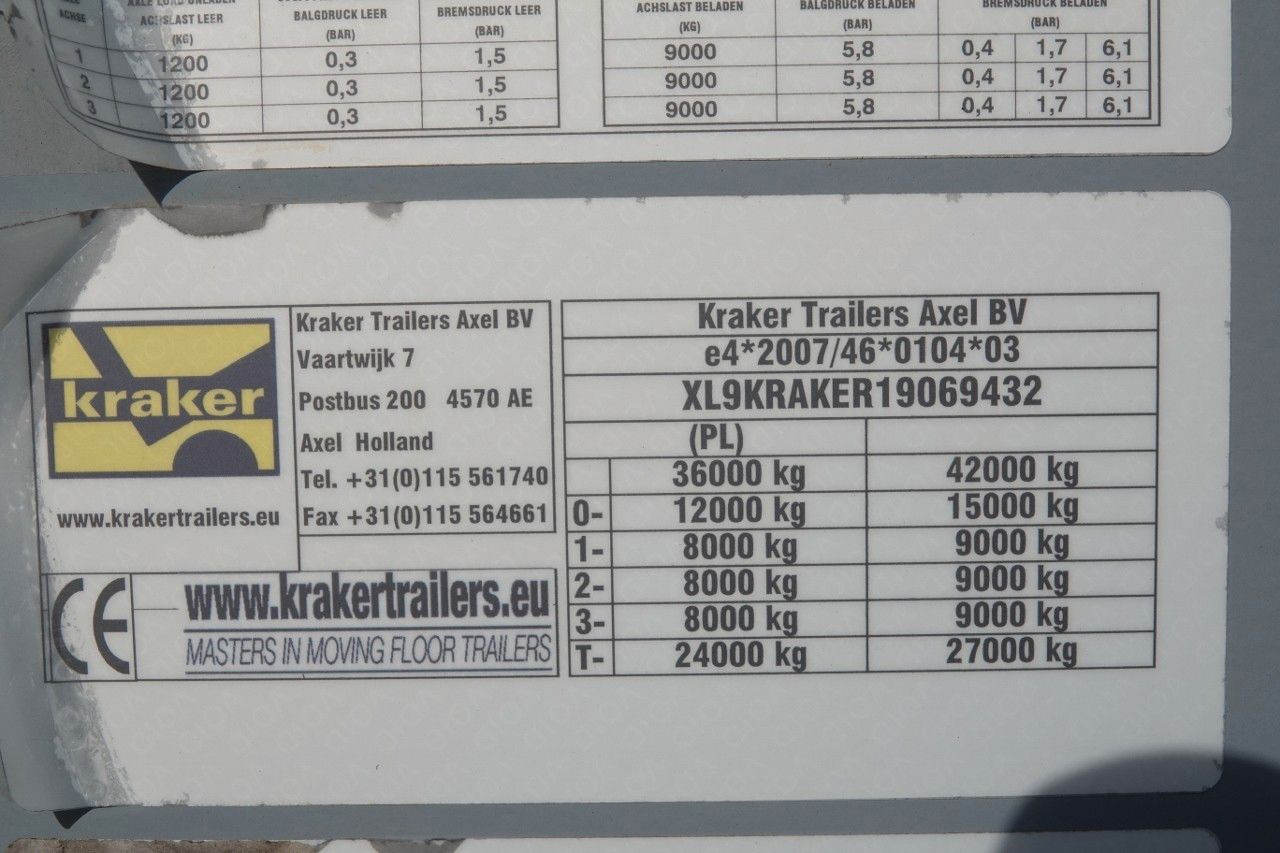 ACHSE
ACHSLAST LEER
(KG)
BALGDRUCK LEER
(BAR)
BREMSDRUCK LEER
(BAR)
1 1200 0,3 1,5
2 1200 0,3 1,5
3 1200 0,3 1,5
ACHSLAST BELADEN
(KG)
BALGDRUCK BELADEN
(BAR)
BREMSDRUCK BELADEN
(BAR)
9000 5,8 0,4 1,7 6,1
9000 5,8 0,4 1,7 6,1
9000 5,8 0,4 1,7 6,1
kraker
www.krakertrailers.eu
Kraker Trailers Axel BV
Vaartwijk 7
Postbus 200 4570 AE
Axel Holland
Tel. +31(0)115 561740
Fax +31(0)115 564661
CE
www.krakertrailers.eu
MASTERS IN MOVING FLOOR TRAILERS
Kraker Trailers Axel BV
e4*2007/46*0104*03
XL9KRAKER19069432
(PL)
36000 kg 42000 kg
0- 12000 kg 15000 kg
1- 8000 kg 9000 kg
2- 8000 kg 9000 kg
3- 8000 kg 9000 kg
T- 24000 kg 27000 kg